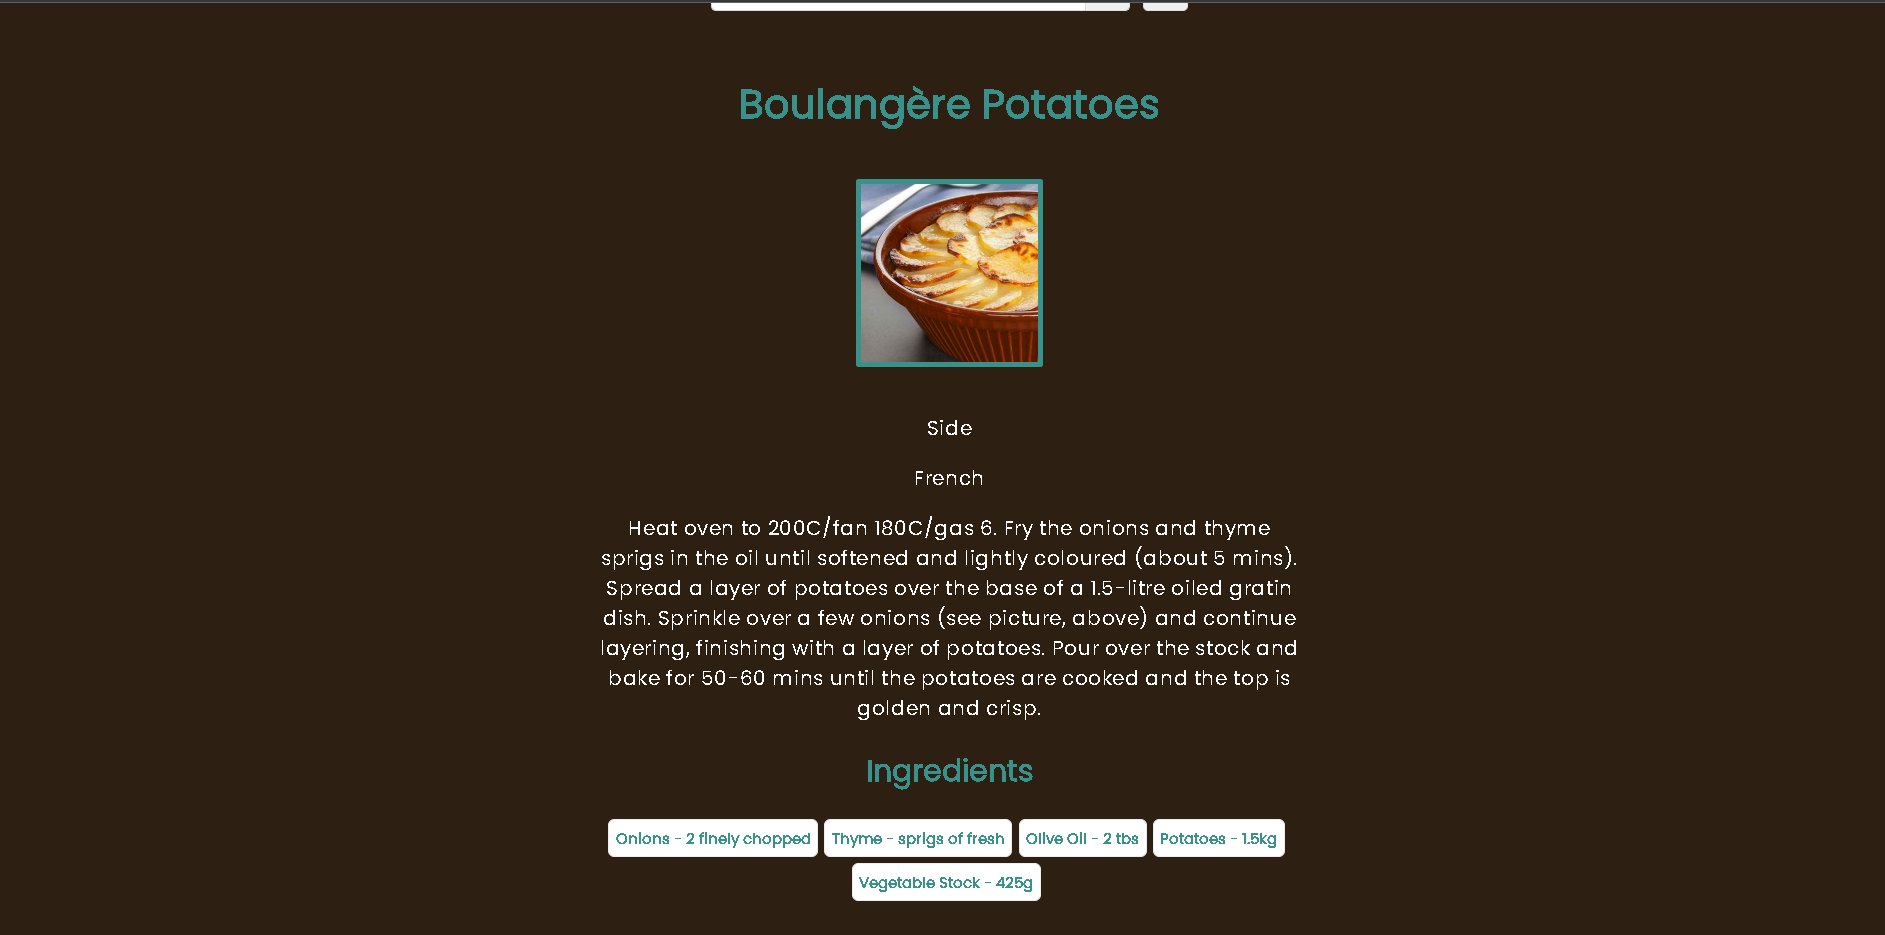 Boulangère Potatoes
Side
French
Heat oven to 200C/fan 180C/gas 6. Fry the onions and thyme
sprigs in the oil until softened and lightly coloured (about 5 mins).
Spread a layer of potatoes over the base of a 1.5-litre oiled gratin
dish. Sprinkle over a few onions (see picture, above) and continue
layering, finishing with a layer of potatoes. Pour over the stock and
bake for 50-60 mins until the potatoes are cooked and the top is
golden and crisp.
Ingredients
Onions - 2 finely chopped
Thyme - sprigs of fresh
Olive Oil - 2 tbs
Potatoes - 1.5kg
Vegetable Stock - 425g